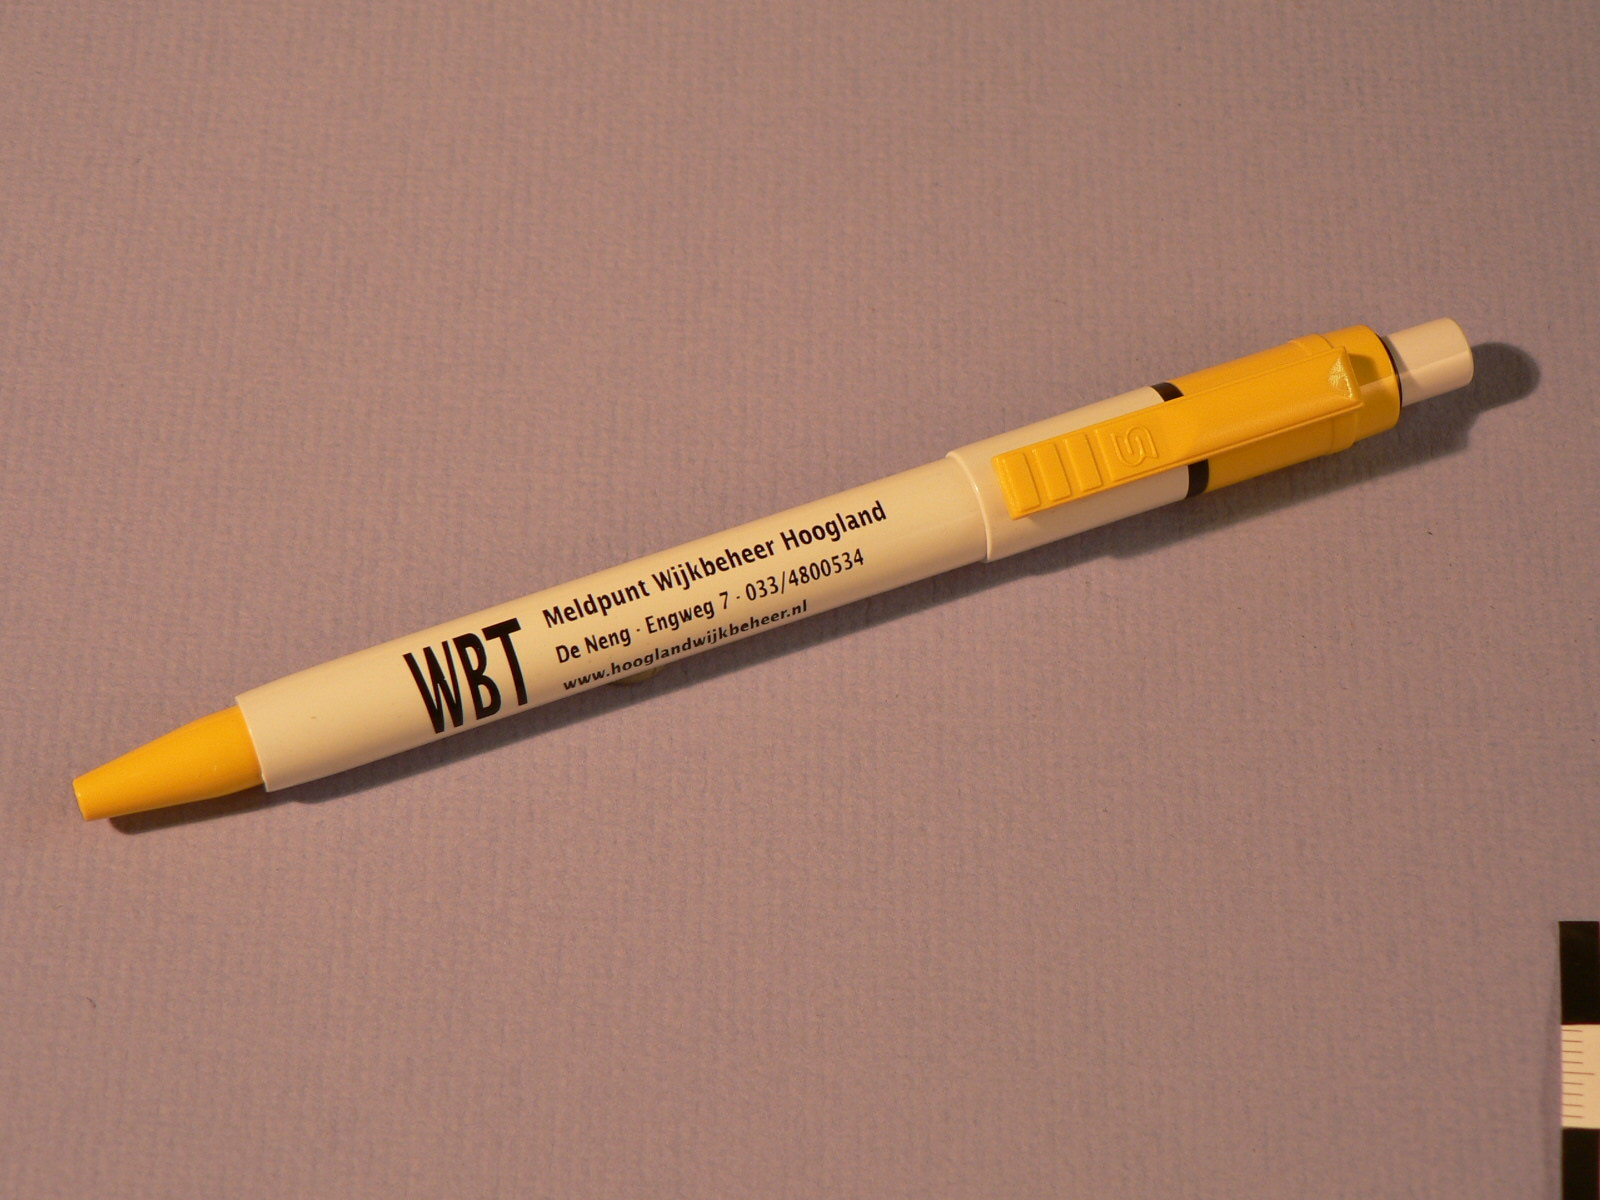 WBT
Meldpunt Wijkbeheer Hoogland
De Neng · Engweg 7 · 033/4800534
www.hooglandwijkbeheer.nl